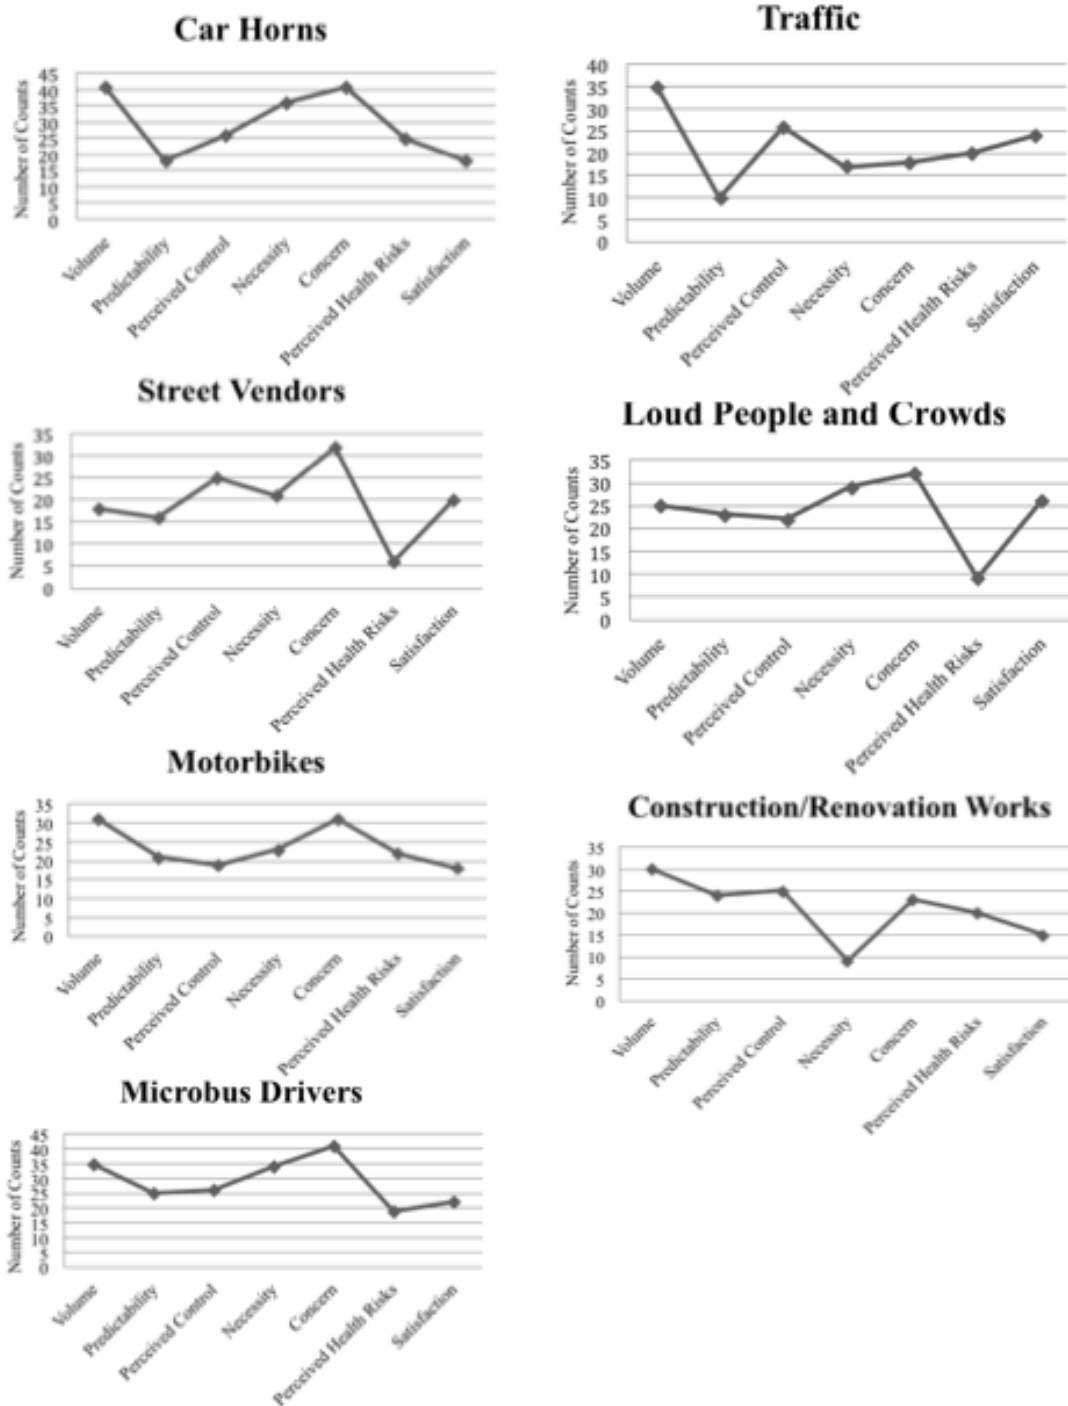 Car Horns
Number of Counts
45
40
35
30
25
20
15
10
5
0
Volume
Predictability
Perceived Control
Necessity
Concern
Perceived Health Risks
Satisfaction
Traffic
Number of Counts
40
35
30
25
20
15
10
5
0
Volume
Predictability
Perceived Control
Necessity
Concern
Perceived Health Risks
Satisfaction
Street Vendors
Number of Counts
35
30
25
20
15
10
5
0
Volume
Predictability
Perceived Control
Necessity
Concern
Perceived Health Risks
Satisfaction
Loud People and Crowds
Number of Counts
35
30
25
20
15
10
5
0
Volume
Predictability
Perceived Control
Necessity
Concern
Perceived Health Risks
Satisfaction
Motorbikes
Number of Counts
35
30
25
20
15
10
5
0
Volume
Predictability
Perceived Control
Necessity
Concern
Perceived Health Risks
Satisfaction
Construction/Renovation Works
Number of Counts
35
30
25
20
15
10
5
0
Volume
Predictability
Perceived Control
Necessity
Concern
Perceived Health Risks
Satisfaction
Microbus Drivers
Number of Counts
45
40
35
30
25
20
15
10
5
0
Volume
Predictability
Perceived Control
Necessity
Concern
Perceived Health Risks
Satisfaction